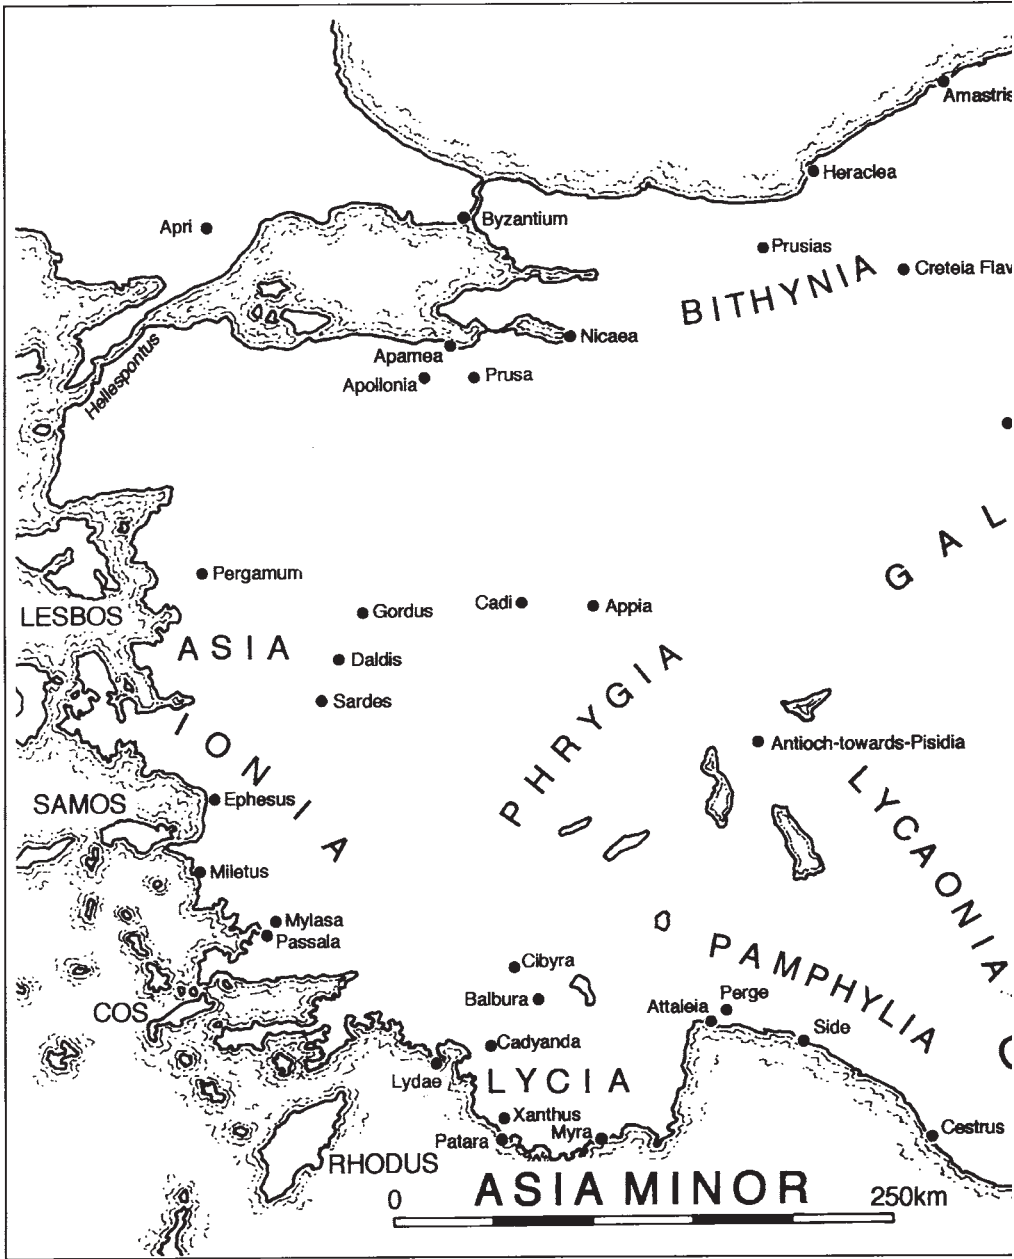 Amastris
Heraclea
Apri
Byzantium
Prusias
Creteia Flav
BITHYNIA
Nicaea
Apamea
Hellespontus
Apollonia
Prusa
GAL
Pergamum
LESBOS
Gordus
Cadi
Appia
ASIA
Daldis
PHRYGIA
Sardes
IONIA
Antioch-towards-Pisidia
LYCAONIA
SAMOS
Ephesus
Miletus
Mylasa
Passala
PAMPHYLIA
Cibyra
Balbura
COS
Attaleia
Perge
Side
Cadyanda
Lydae
LYCIA
Xanthus
Patara
Myra
Cestrus
RHODUS
ASIA MINOR
0
250km